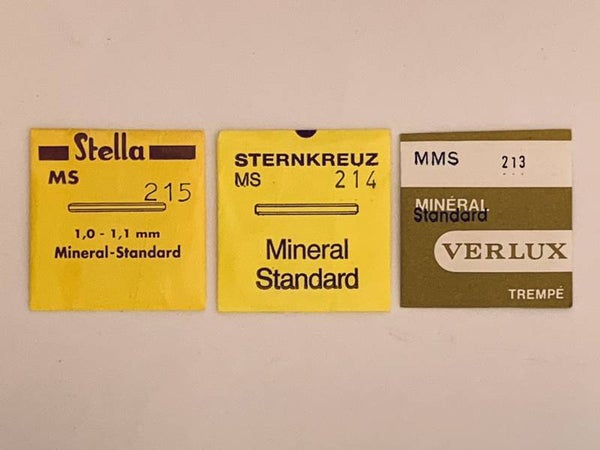 Stella
MS
215
1,0 - 1,1 mm
Mineral-Standard
STERNKREUZ
MS 214
Mineral
Standard
MMS 213
MINÉRAL
Standard
VERLUX
TREMPÉ